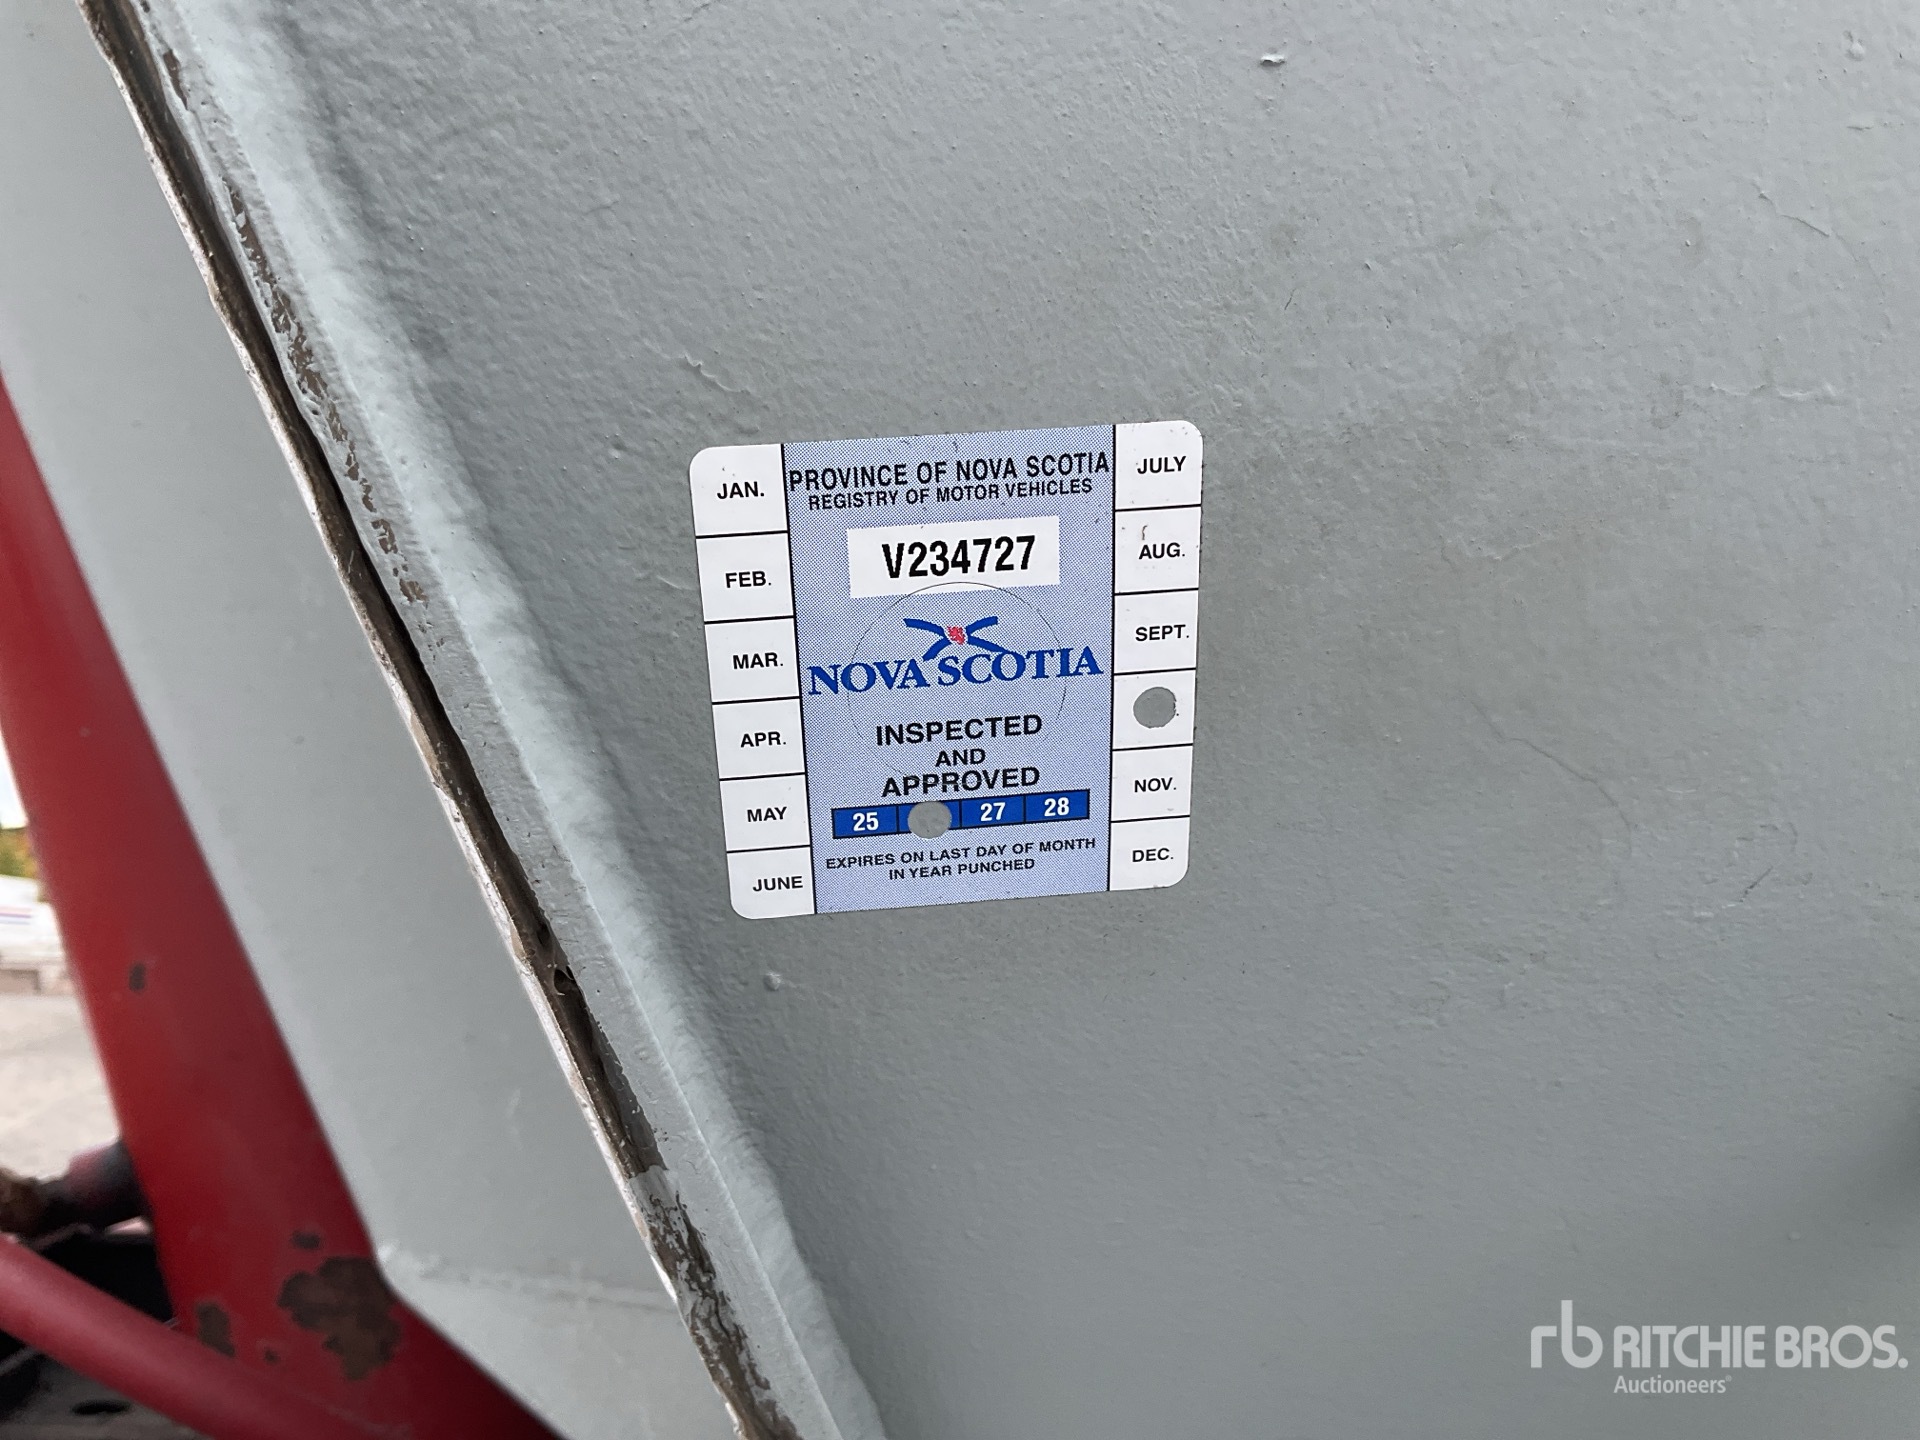 PROVINCE OF NOVA SCOTIA
REGISTRY OF MOTOR VEHICLES
V234727
NOVA SCOTIA
INSPECTED
AND
APPROVED
25 27 28
EXPIRES ON LAST DAY OF MONTH
IN YEAR PUNCHED
JAN.
FEB.
MAR.
APR.
MAY
JUNE
JULY
AUG.
SEPT.
NOV.
DEC.
rb RITCHIE BROS.
Auctioneers®